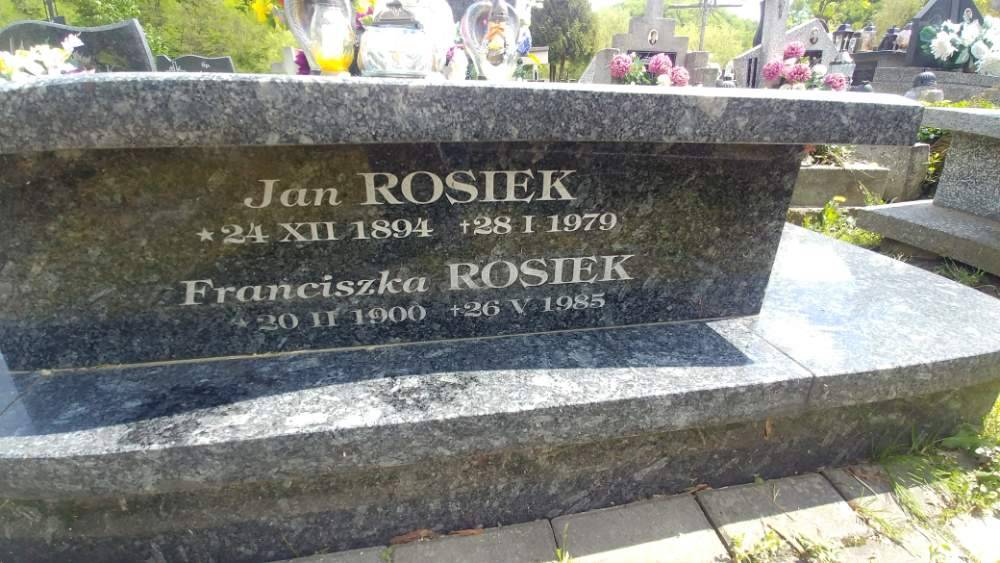 Jan ROSIEK
*24 XII 1894 †28 I 1979
Franciszka ROSIEK
*20 II 1900 †26 V 1985